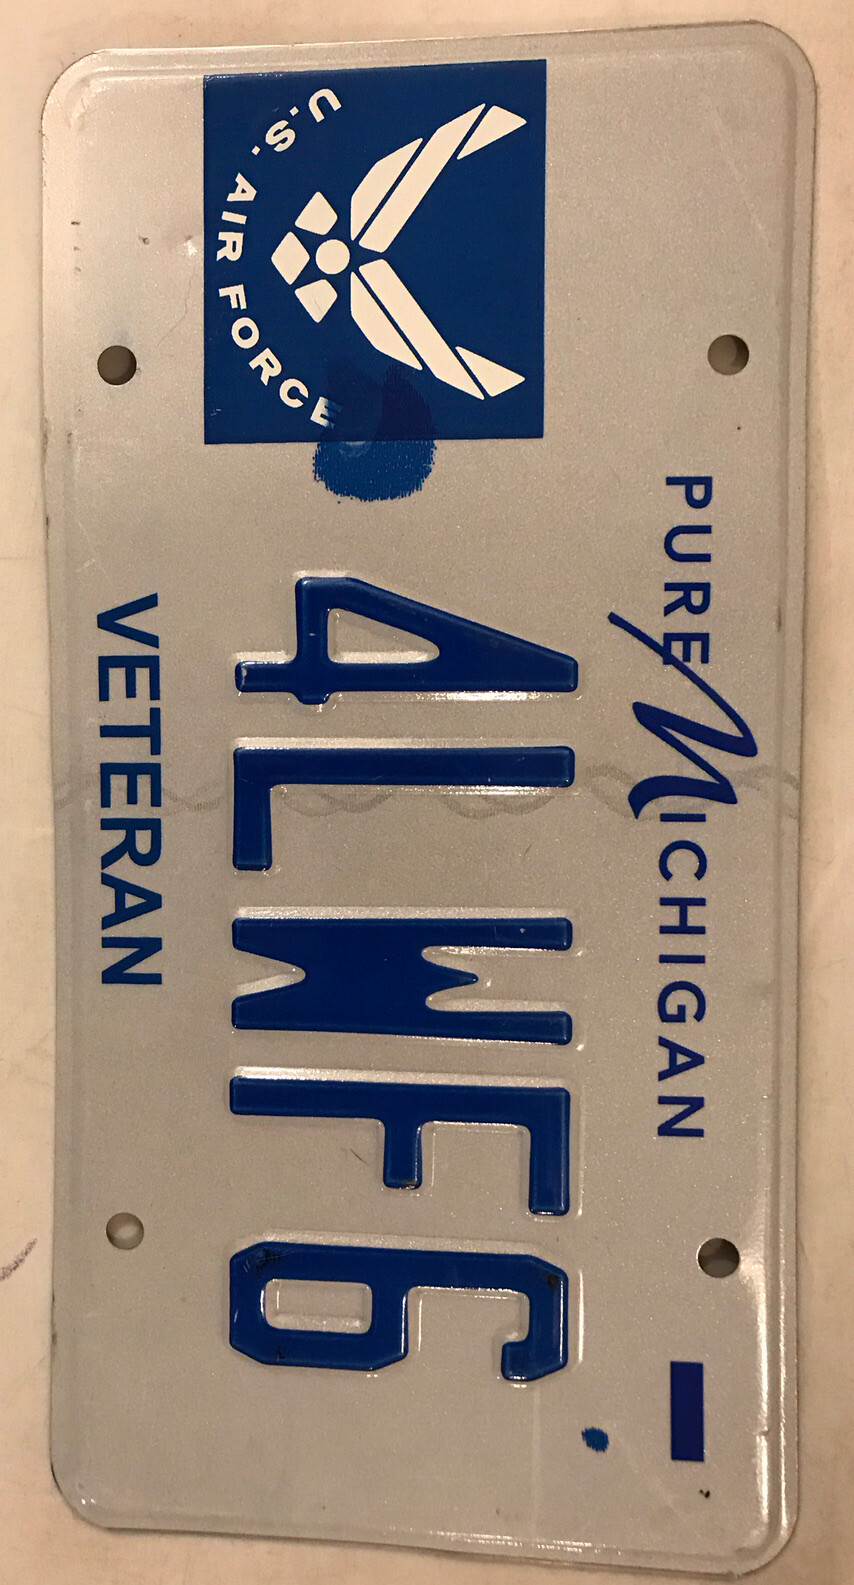 PURE MICHIGAN
U.S. AIR FORCE
4LWF6
VETERAN